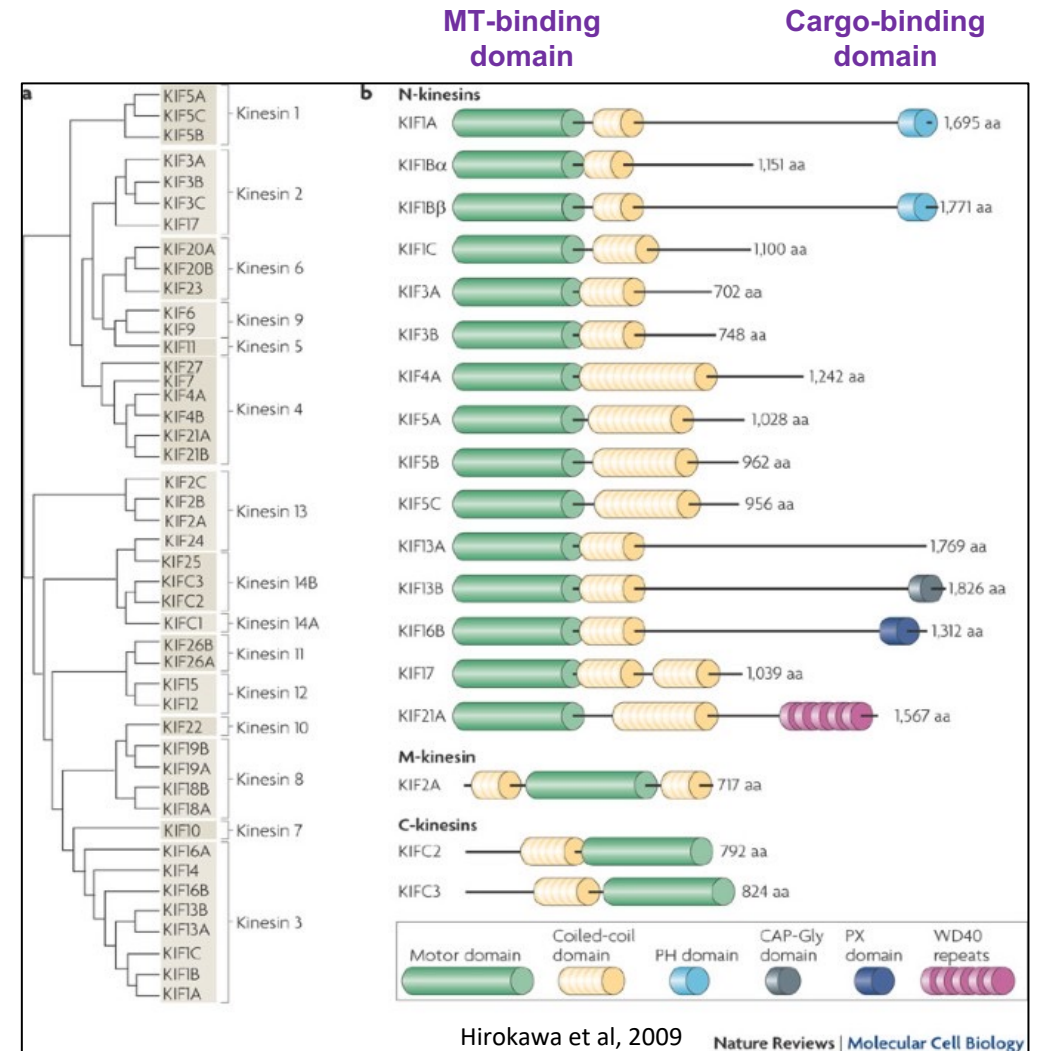 MT-binding
domain
Cargo-binding
domain
a
KIF5A
KIF5C
KIF5B
Kinesin 1
KIF3A
KIF3B
KIF3C
KIF17
Kinesin 2
KIF20A
KIF20B
KIF23
Kinesin 6
KIF6
KIF9
Kinesin 9
KIF11
Kinesin 5
KIF27
KIF7
KIF4A
KIF4B
KIF21A
KIF21B
Kinesin 4
KIF2C
KIF2B
KIF2A
KIF24
Kinesin 13
KIF25
KIFC3
KIFC2
Kinesin 14B
KIFC1
Kinesin 14A
KIF26B
KIF26A
Kinesin 11
KIF15
KIF12
Kinesin 12
KIF22
Kinesin 10
KIF19B
KIF19A
KIF18B
KIF18A
Kinesin 8
KIF10
Kinesin 7
KIF16A
KIF14
KIF16B
KIF13B
KIF13A
KIF1C
KIF1B
KIF1A
Kinesin 3
b N-kinesins
KIF1A 1,695 aa
KIF1Bα 1,151 aa
KIF1Bβ 1,771 aa
KIF1C 1,100 aa
KIF3A 702 aa
KIF3B 748 aa
KIF4A 1,242 aa
KIF5A 1,028 aa
KIF5B 962 aa
KIF5C 956 aa
KIF13A 1,769 aa
KIF13B 1,826 aa
KIF16B 1,312 aa
KIF17 1,039 aa
KIF21A 1,567 aa
M-kinesin
KIF2A 717 aa
C-kinesins
KIFC2 792 aa
KIFC3 824 aa
Motor domain
Coiled-coil
domain
PH domain
CAP-Gly
domain
PX
domain
WD40
repeats
Hirokawa et al, 2009
Nature Reviews | Molecular Cell Biology